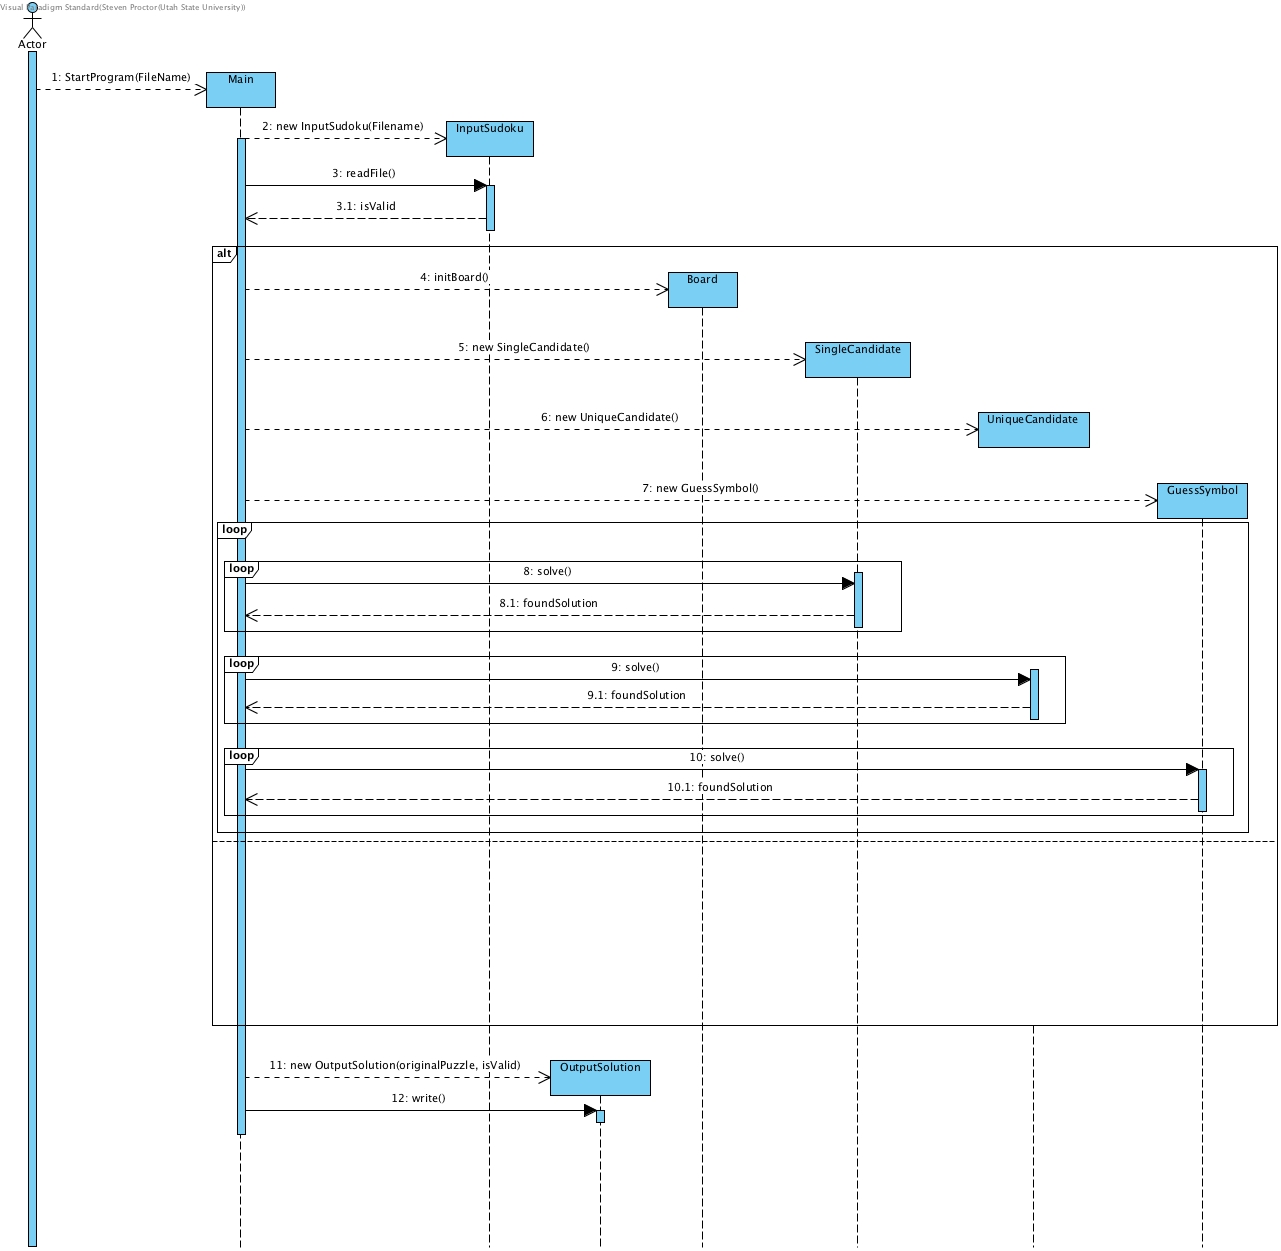 Visual Paradigm Standard(Steven Proctor(Utah State University))
Actor
1: StartProgram(FileName)
Main
2: new InputSudoku(Filename)
InputSudoku
3: readFile()
3.1: isValid
alt
4: initBoard()
Board
5: new SingleCandidate()
SingleCandidate
6: new UniqueCandidate()
UniqueCandidate
7: new GuessSymbol()
GuessSymbol
loop
loop
8: solve()
8.1: foundSolution
loop
9: solve()
9.1: foundSolution
loop
10: solve()
10.1: foundSolution
11: new OutputSolution(originalPuzzle, isValid)
OutputSolution
12: write()